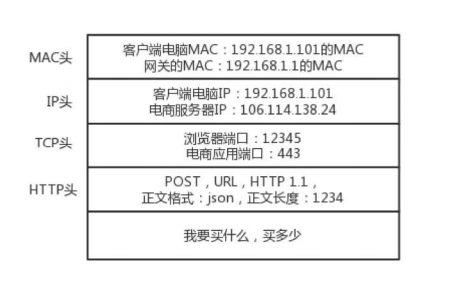 MAC头
客户端电脑MAC：192.168.1.101的MAC
网关的MAC：192.168.1.1的MAC
IP头
客户端电脑IP：192.168.1.101
电商服务器IP：106.114.138.24
TCP头
浏览器端口：12345
电商应用端口：443
HTTP头
POST，URL，HTTP 1.1，
正文格式：json，正文长度：1234
我要买什么，买多少